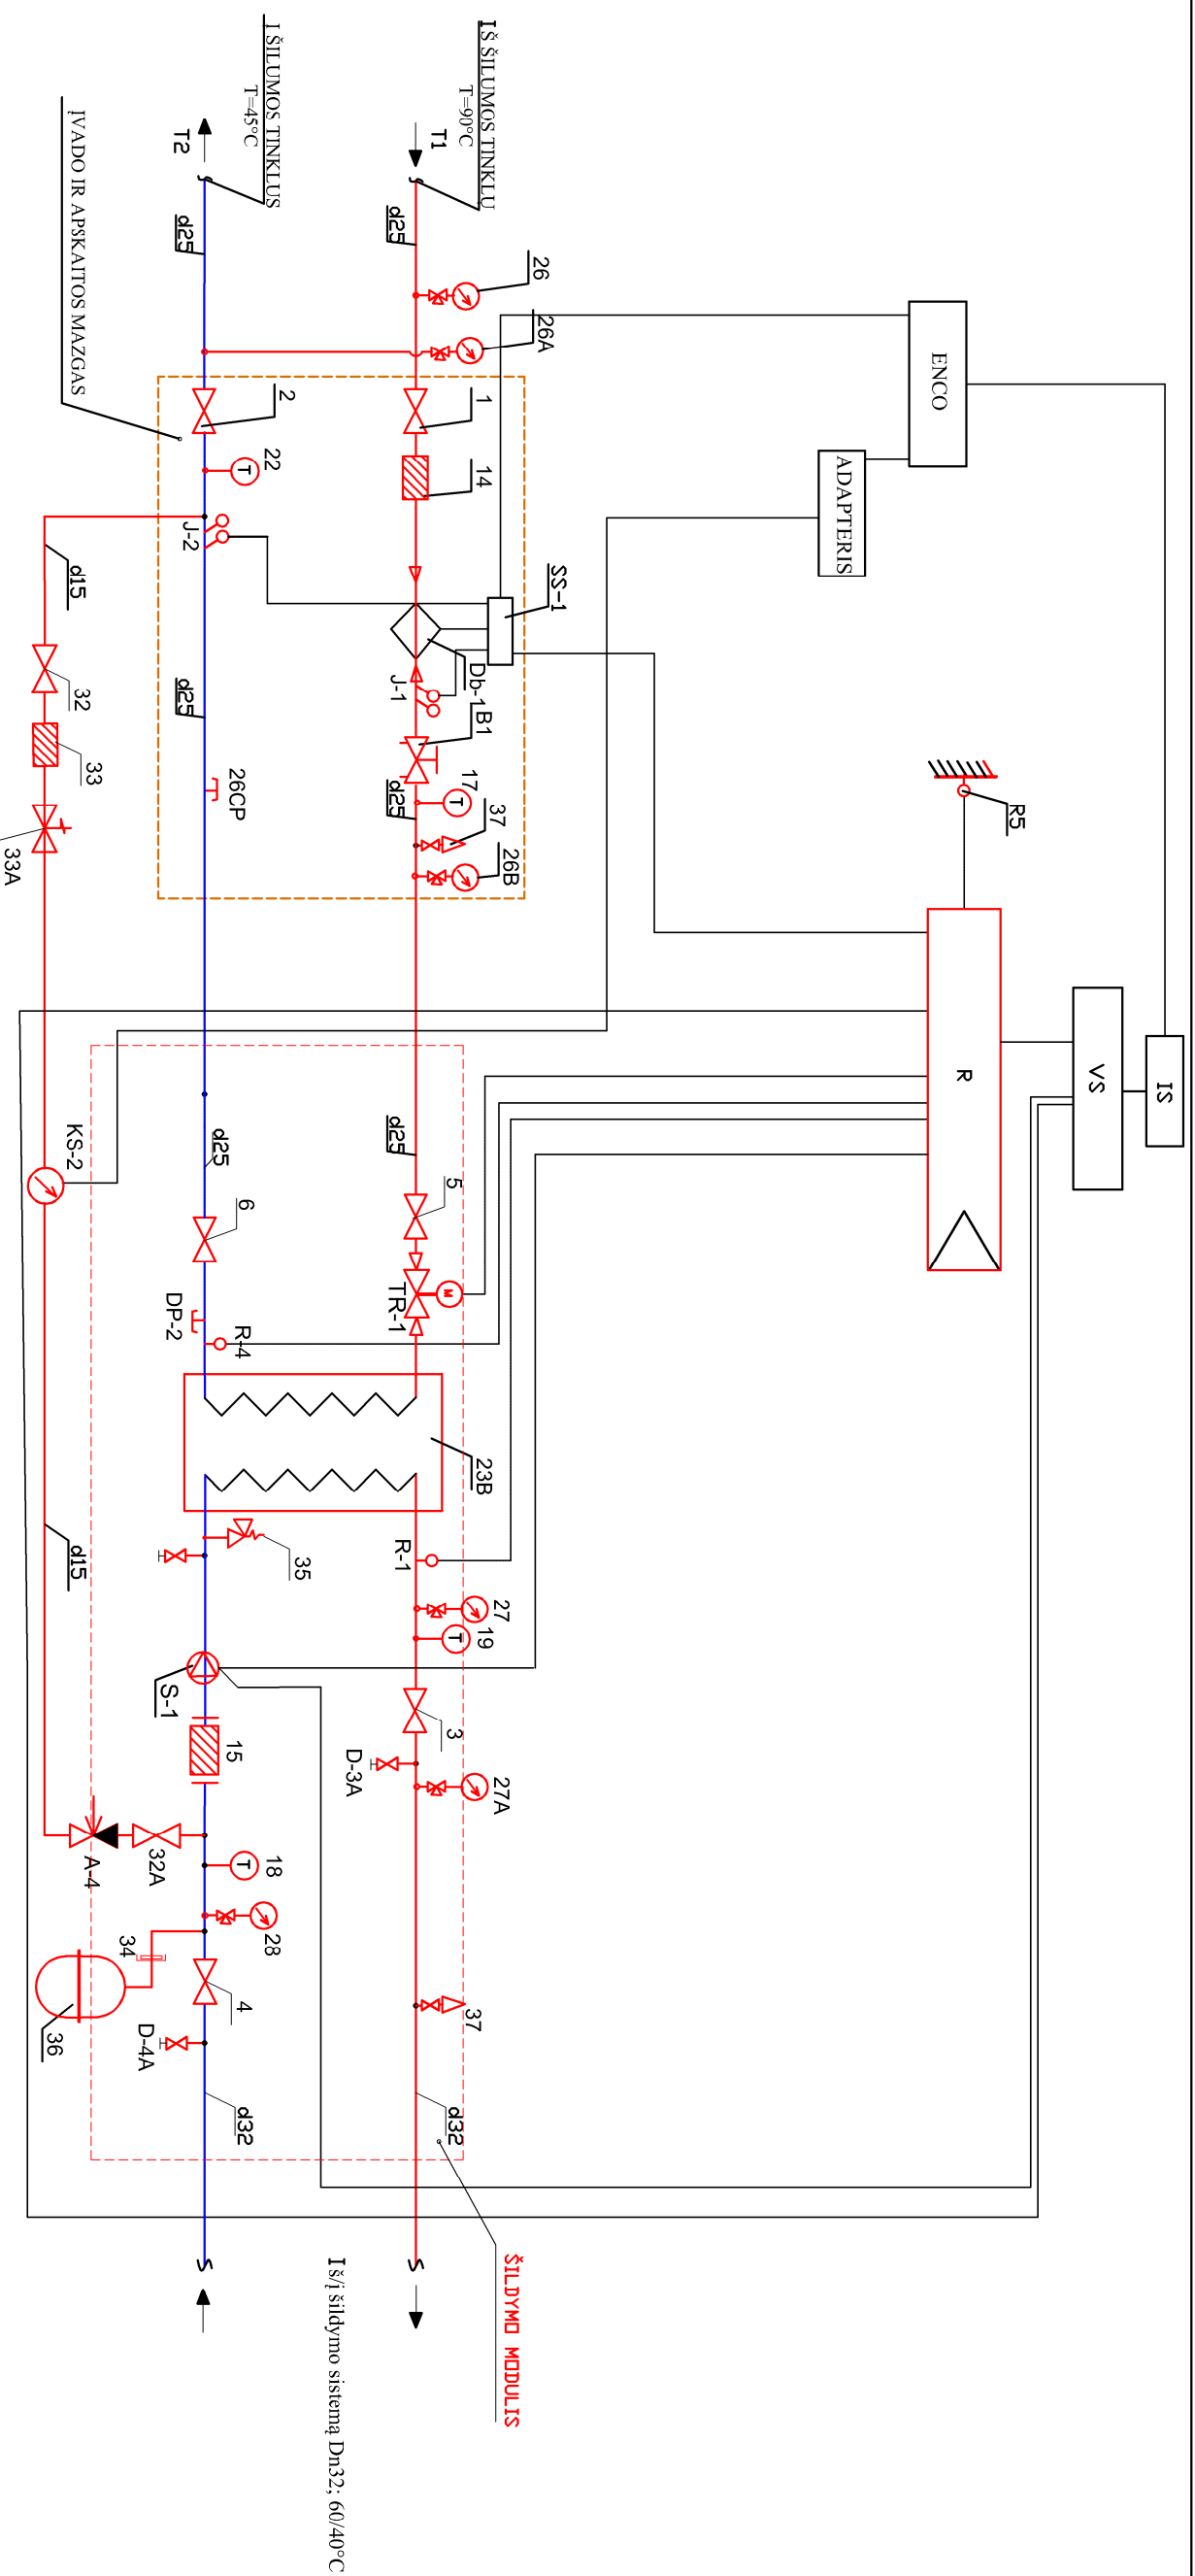 IS
VS
ENCO
ADAPTERIS
R5
R
IŠ ŠILUMOS TINKLŲ
T=90°C
T1
d25
26
26A
1
14
SS-1
Db-1
J-1
B1
17
d25
37
26B
d25
5
TR-1
M
23B
R-1
27
19
T
3
D-3A
27A
37
d32
ŠILDYMO MODULIS
Į ŠILUMOS TINKLUS
T=45°C
T2
d25
2
22
T
J-2
d25
26CP
d25
6
DP-2
R-4
35
S-1
15
18
T
28
34
4
D-4A
d32
Iš/į šildymo sistemą Dn32; 60/40°C
ĮVADO IR APSKAITOS MAZGAS
d15
32
33
33A
KS-2
d15
A-4
32A
36
T